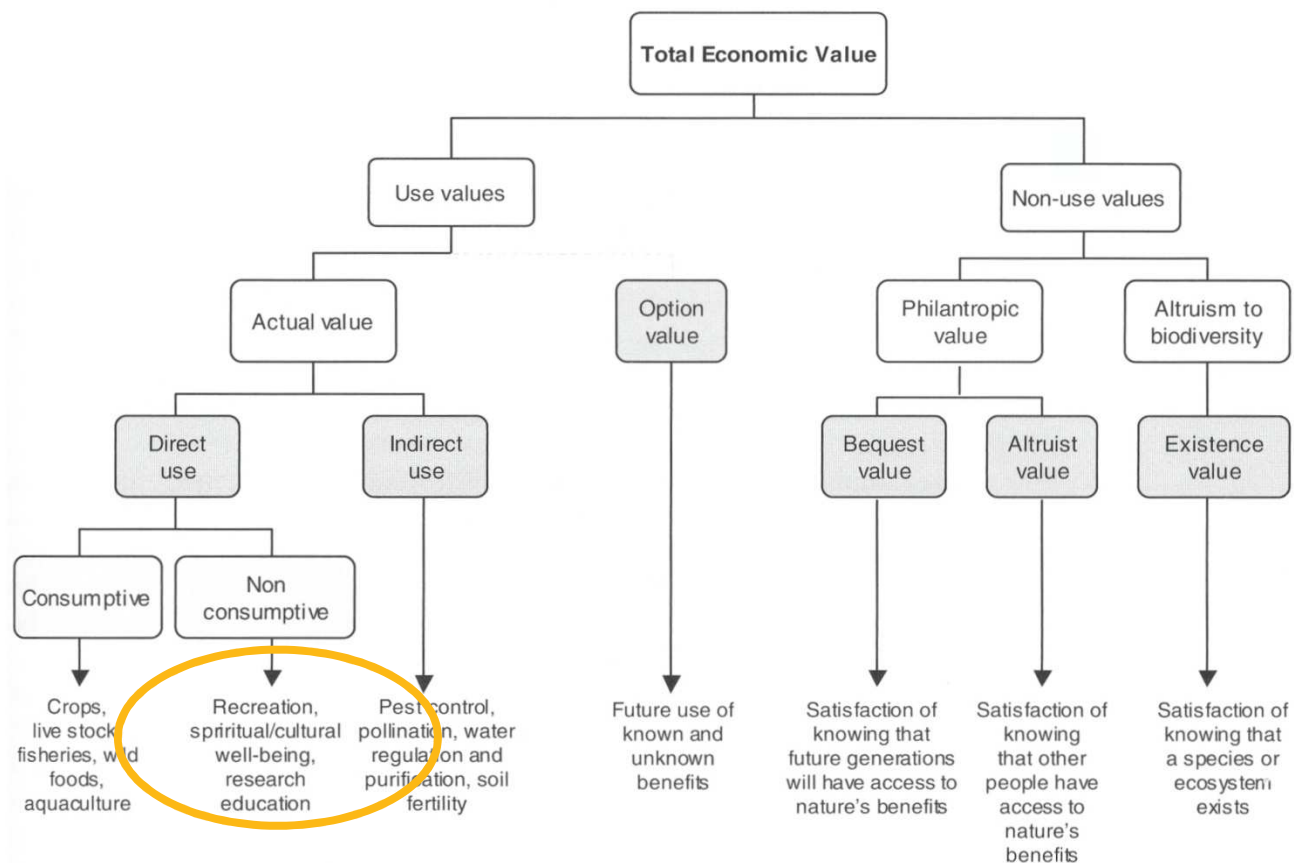 Total Economic Value
Use values
Non-use values
Actual value
Option
value
Philantropic
value
Altruism to
biodiversity
Direct
use
Indirect
use
Bequest
value
Altruist
value
Existence
value
Consumptive
Non
consumptive
Crops,
live stock,
fisheries, wild
foods,
aquaculture
Recreation,
spriritual/cultural
well-being,
research
education
Pest control,
pollination, water
regulation and
purification, soil
fertility
Future use of
known and
unknown
benefits
Satisfaction of
knowing that
future generations
will have access to
nature's benefits
Satisfaction of
knowing
that other
people have
access to
nature's
benefits
Satisfaction of
knowing that
a species or
ecosystem
exists